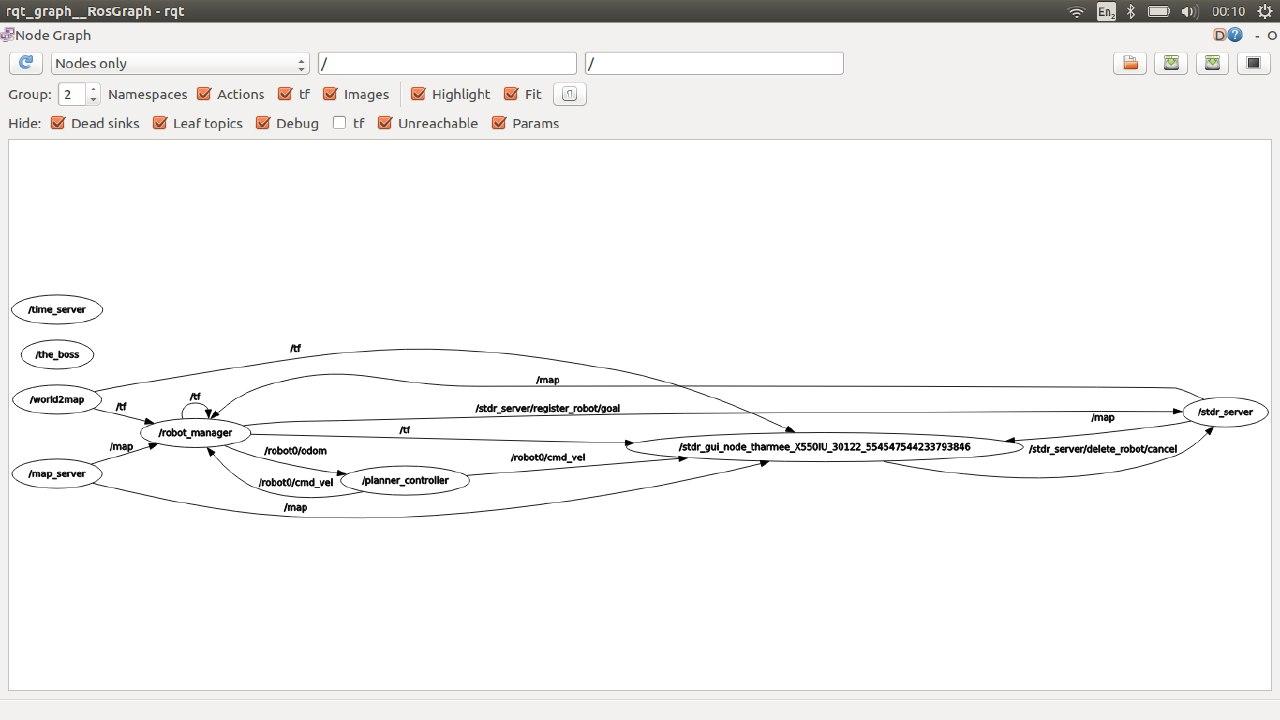 rqt_graph__RosGraph - rqt
En2
00:10
Node Graph
D ? - O
Nodes only / /
Group: 2 Namespaces Actions tf Images Highlight Fit
Hide: Dead sinks Leaf topics Debug tf Unreachable Params
/time_server
/the_boss
/tf
/world2map
/map
/tf
/tf
/stdr_server/register_robot/goal
/stdr_server
/map
/robot_manager
/tf
/map
/stdr_gui_node_tharmee_X550IU_30122_554547544233793846
/robot0/odom
/stdr_server/delete_robot/cancel
/robot0/cmd_vel
/map_server
/robot0/cmd_vel
/planner_controller
/map